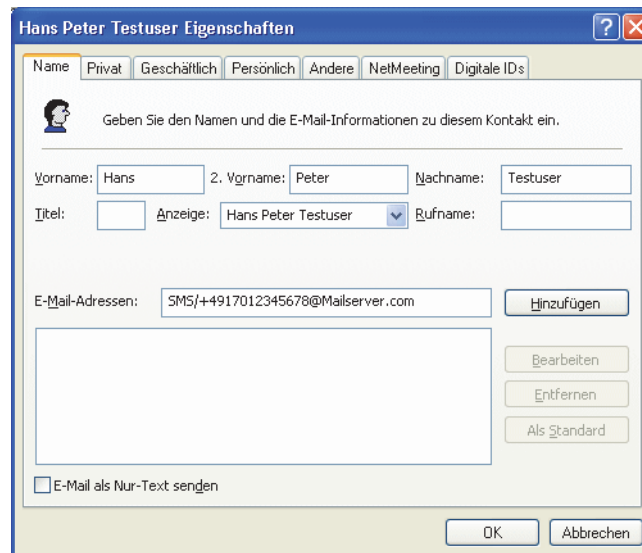 Hans Peter Testuser Eigenschaften
Name Privat Geschäftlich Persönlich Andere NetMeeting Digitale IDs
Geben Sie den Namen und die E-Mail-Informationen zu diesem Kontakt ein.
Vorname: Hans 2. Vorname: Peter Nachname: Testuser
Titel: Anzeige: Hans Peter Testuser Rufname:
E-Mail-Adressen: SMS/+4917012345678@Mailserver.com Hinzufügen
Bearbeiten
Entfernen
Als Standard
E-Mail als Nur-Text senden
OK Abbrechen